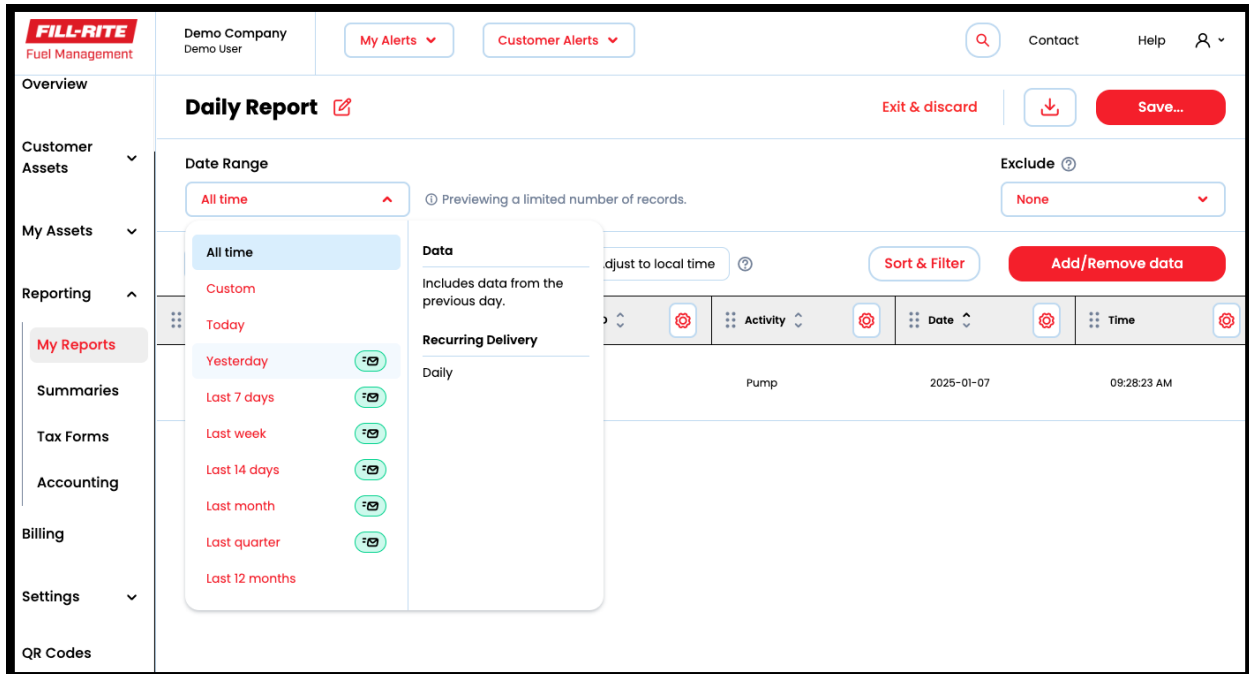 FILL-RITE
Fuel Management
Demo Company
Demo User
My Alerts
Customer Alerts
Contact
Help
Overview
Customer
Assets
My Assets
Reporting
My Reports
Summaries
Tax Forms
Accounting
Billing
Settings
QR Codes
Daily Report
Exit & discard
Save...
Date Range
Exclude
All time
Previewing a limited number of records.
None
All time
Custom
Today
Yesterday
Last 7 days
Last week
Last 14 days
Last month
Last quarter
Last 12 months
Data
Includes data from the
previous day.
Recurring Delivery
Daily
to local time
Sort & Filter
Add/Remove data
Activity
Date
Time
Pump
2025-01-07
09:28:23 AM